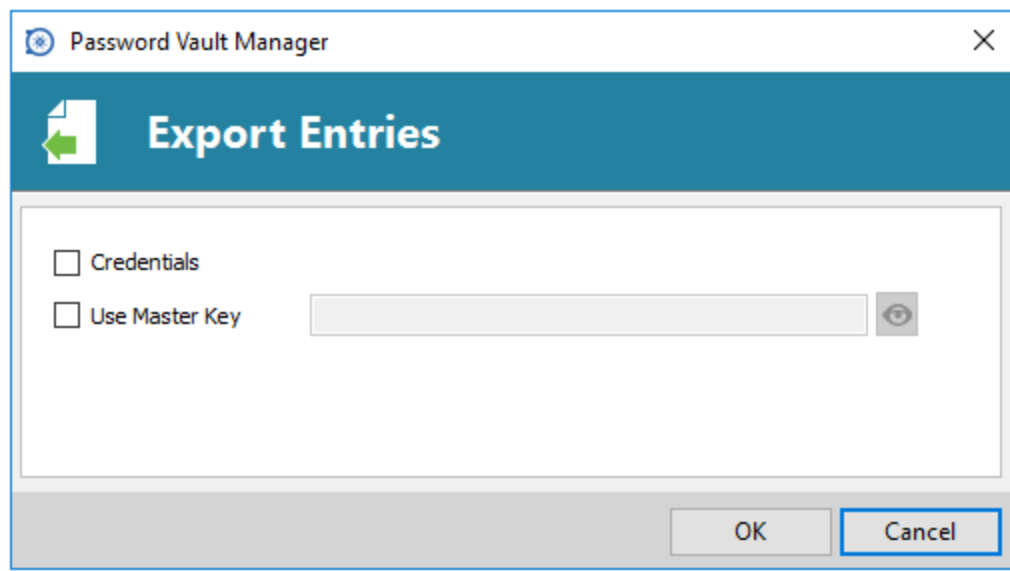 Password Vault Manager
Export Entries
Credentials
Use Master Key
OK
Cancel